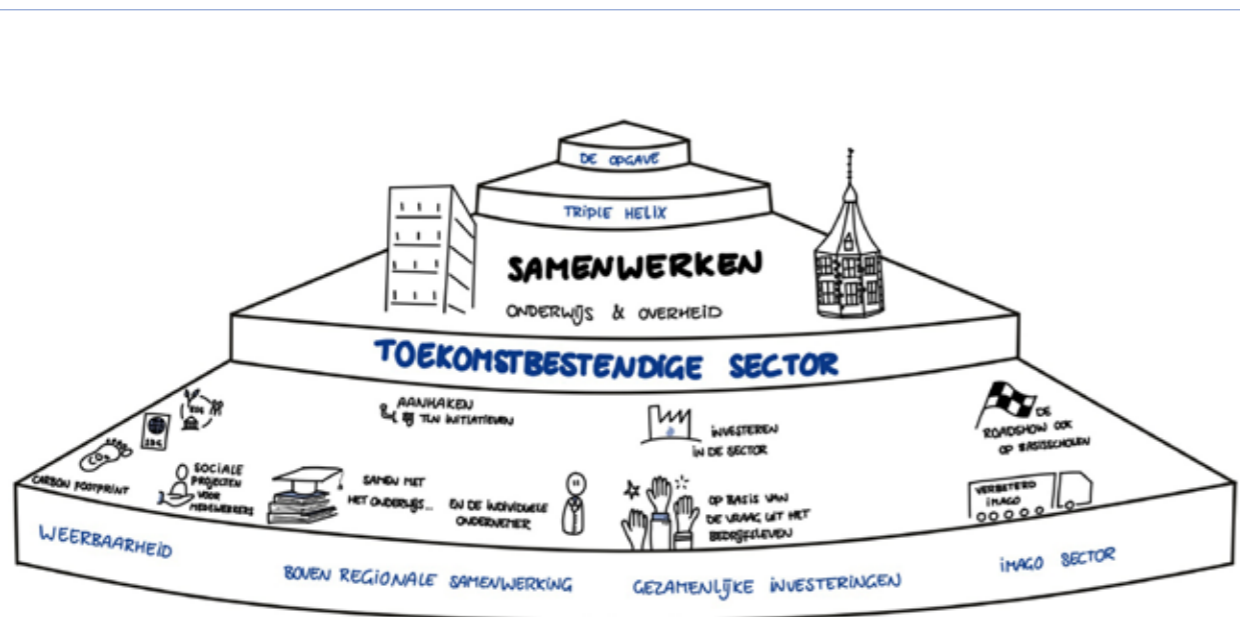 DE OPGAVE
TRIPLE HELIX
SAMENWERKEN
ONDERWIJS & OVERHEID
TOEKOMSTBESTENDIGE SECTOR
AANHAKEN
BIJ TLN INITIATIEVEN
INVESTEREN
IN DE SECTOR
DE
ROADSHOW OOK
OP BASISSCHOLEN
CO₂
CARBON FOOTPRINT
SOCIALE
PROJECTEN
VOOR
MEDEWERKERS
SAMEN MET
HET ONDERWIJS...
EN DE INDIVIDUELE
ONDERNEMER
OP BASIS VAN
DE VRAAG UIT HET
BEDRIJFSLEVEN
VERBETERD
IMAGO
WEERBAARHEID
BOVEN REGIONALE SAMENWERKING
GEZAMENLIJKE INVESTERINGEN
IMAGO SECTOR